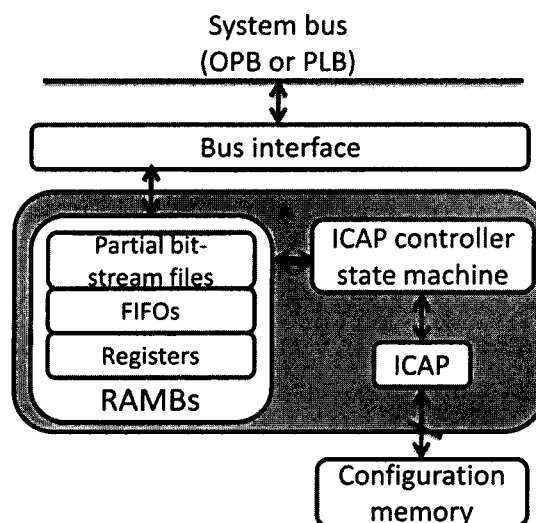 System bus
(OPB or PLB)
Bus interface
Partial bit-
stream files
FIFOs
Registers
RAMBs
ICAP controller
state machine
ICAP
Configuration
memory